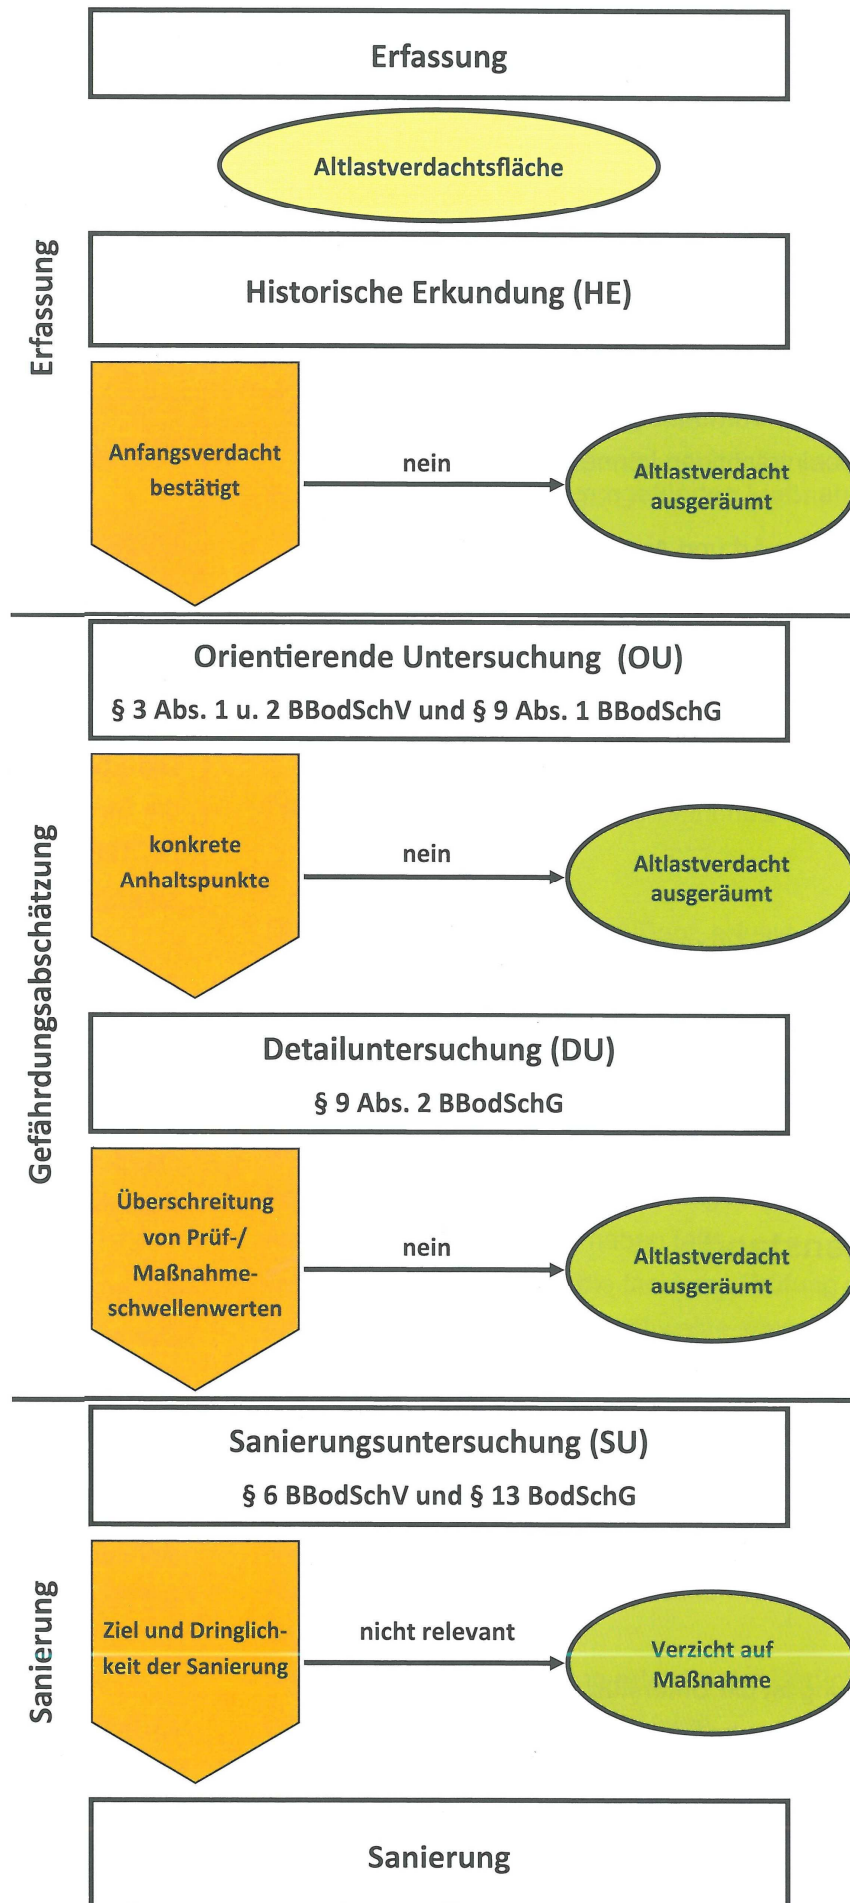 Erfassung
Altlastverdachtsfläche
Erfassung
Historische Erkundung (HE)
Anfangsverdacht
bestätigt
nein
Altlastverdacht
ausgeräumt
Orientierende Untersuchung (OU)
§ 3 Abs. 1 u. 2 BBodSchV und § 9 Abs. 1 BBodSchG
Gefährdungsabschätzung
konkrete
Anhaltspunkte
nein
Altlastverdacht
ausgeräumt
Detailuntersuchung (DU)
§ 9 Abs. 2 BBodSchG
Überschreitung
von Prüf-/
Maßnahme-
schwellenwerten
nein
Altlastverdacht
ausgeräumt
Sanierungsuntersuchung (SU)
§ 6 BBodSchV und § 13 BodSchG
Sanierung
Ziel und Dringlich-
keit der Sanierung
nicht relevant
Verzicht auf
Maßnahme
Sanierung